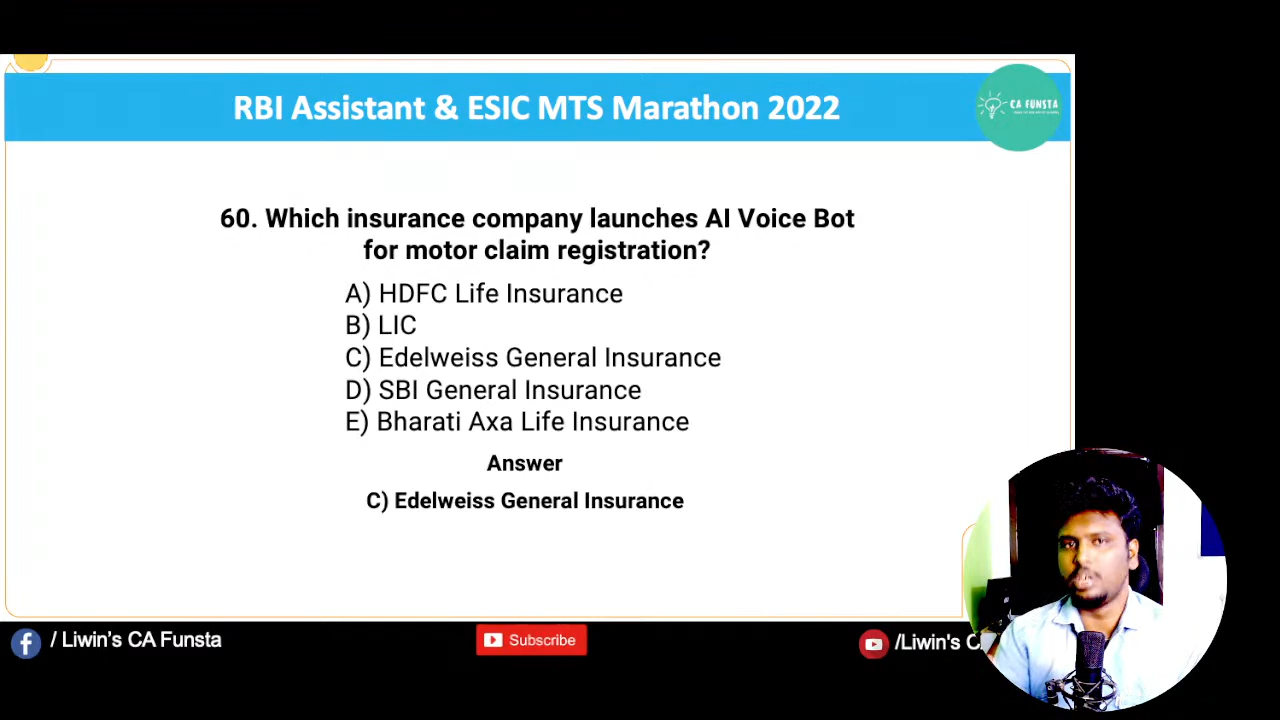 RBI Assistant & ESIC MTS Marathon 2022
CA FUNSTA
60. Which insurance company launches AI Voice Bot
for motor claim registration?
A) HDFC Life Insurance
B) LIC
C) Edelweiss General Insurance
D) SBI General Insurance
E) Bharati Axa Life Insurance
Answer
C) Edelweiss General Insurance
/ Liwin's CA Funsta
Subscribe
/Liwin's C